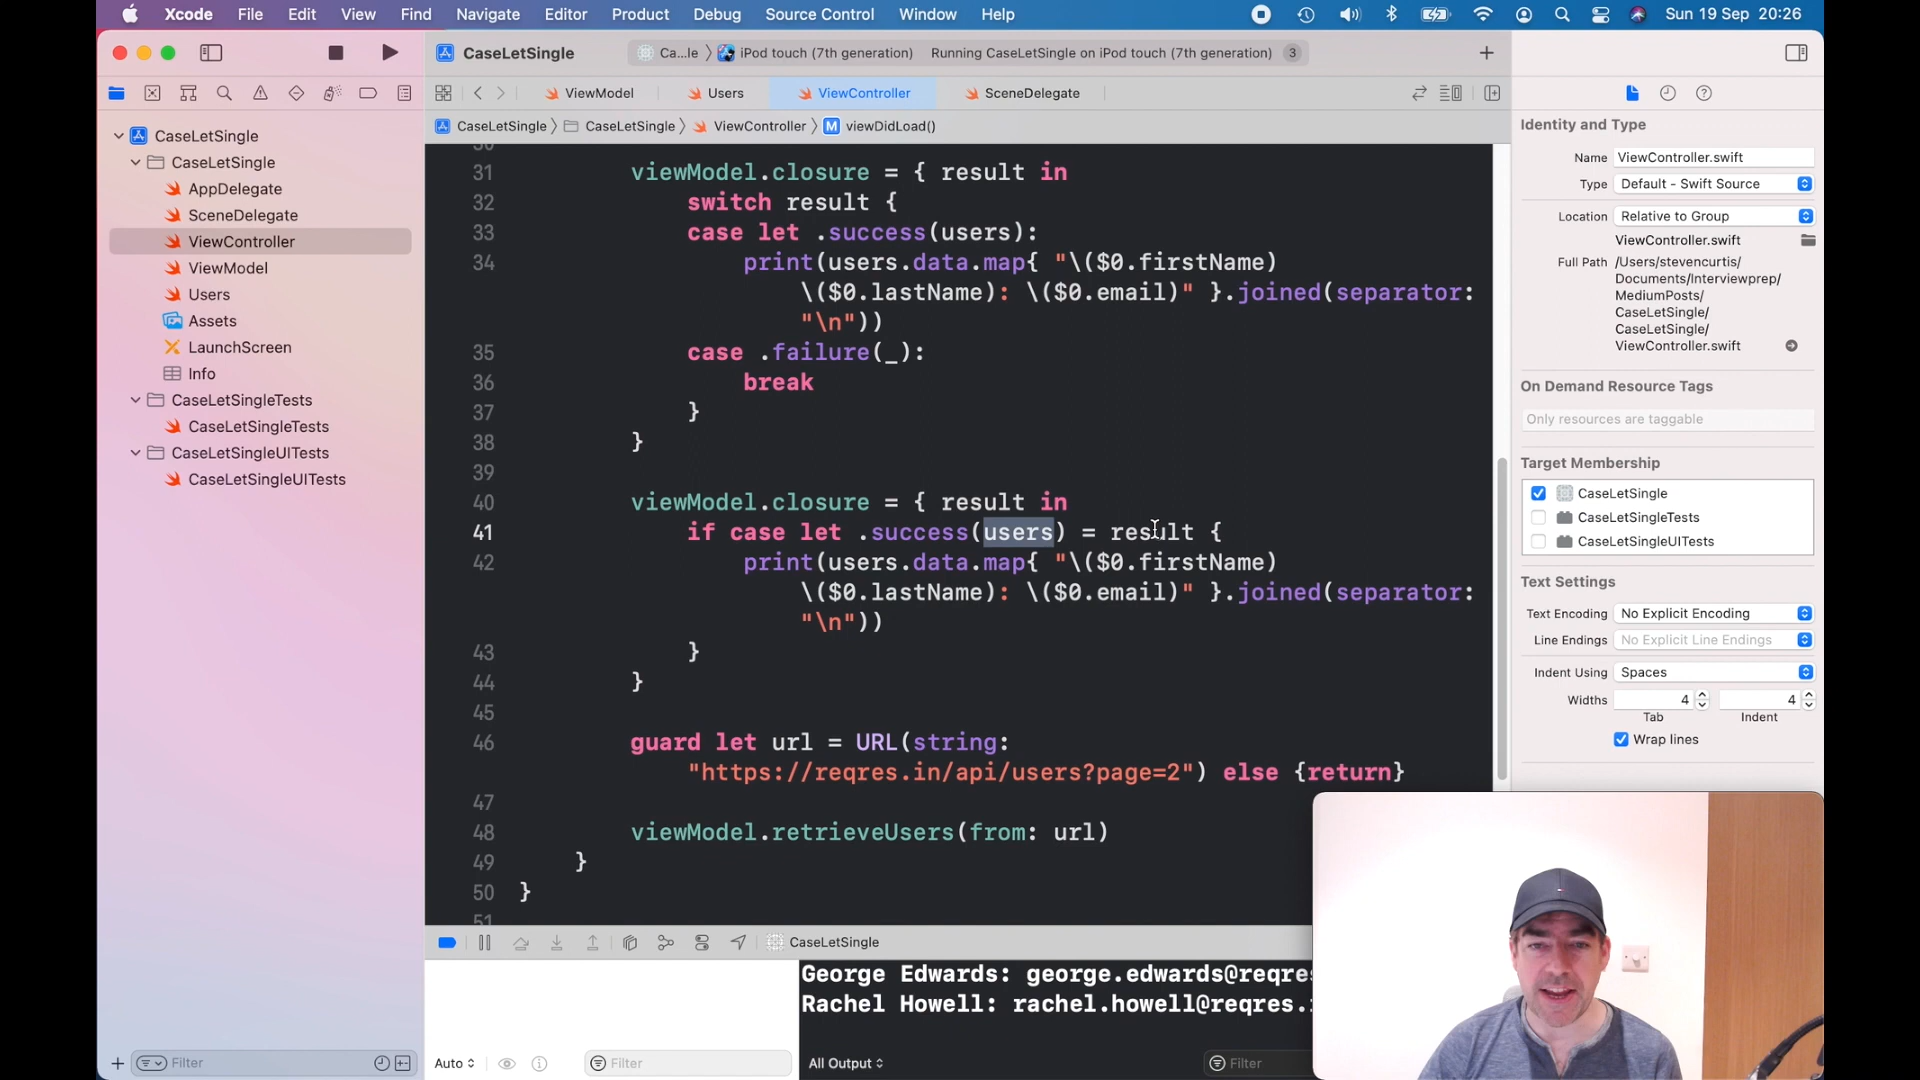 Xcode File Edit View Find Navigate Editor Product Debug Source Control Window Help Sun 19 Sep 20:26
CaseLetSingle Ca...le iPod touch (7th generation) Running CaseLetSingle on iPod touch (7th generation) 3
ViewModel Users ViewController SceneDelegate
CaseLetSingle CaseLetSingle ViewController M viewDidLoad()
CaseLetSingle
CaseLetSingle
AppDelegate
SceneDelegate
ViewController
ViewModel
Users
Assets
LaunchScreen
Info
CaseLetSingleTests
CaseLetSingleTests
CaseLetSingleUITests
CaseLetSingleUITests
Filter
30
31 viewModel.closure = { result in
32 switch result {
33 case let .success(users):
34 print(users.data.map{ "\($0.firstName)
\($0.lastName): \($0.email)" }.joined(separator:
"\n"))
35 case .failure(_):
36 break
37 }
38 }
39
40 viewModel.closure = { result in
41 if case let .success(users) = result {
42 print(users.data.map{ "\($0.firstName)
\($0.lastName): \($0.email)" }.joined(separator:
"\n"))
43 }
44 }
45
46 guard let url = URL(string:
"https://reqres.in/api/users?page=2") else {return}
47
48 viewModel.retrieveUsers(from: url)
49 }
50 }
51
CaseLetSingle
George Edwards: george.edwards@reqres
Rachel Howell: rachel.howell@reqres.
Auto Filter All Output Filter
Identity and Type
Name ViewController.swift
Type Default - Swift Source
Location Relative to Group
ViewController.swift
Full Path /Users/stevencurtis/
Documents/Interviewprep/
MediumPosts/
CaseLetSingle/
CaseLetSingle/
ViewController.swift
On Demand Resource Tags
Only resources are taggable
Target Membership
CaseLetSingle
CaseLetSingleTests
CaseLetSingleUITests
Text Settings
Text Encoding No Explicit Encoding
Line Endings No Explicit Line Endings
Indent Using Spaces
Widths 4 4
Tab Indent
Wrap lines